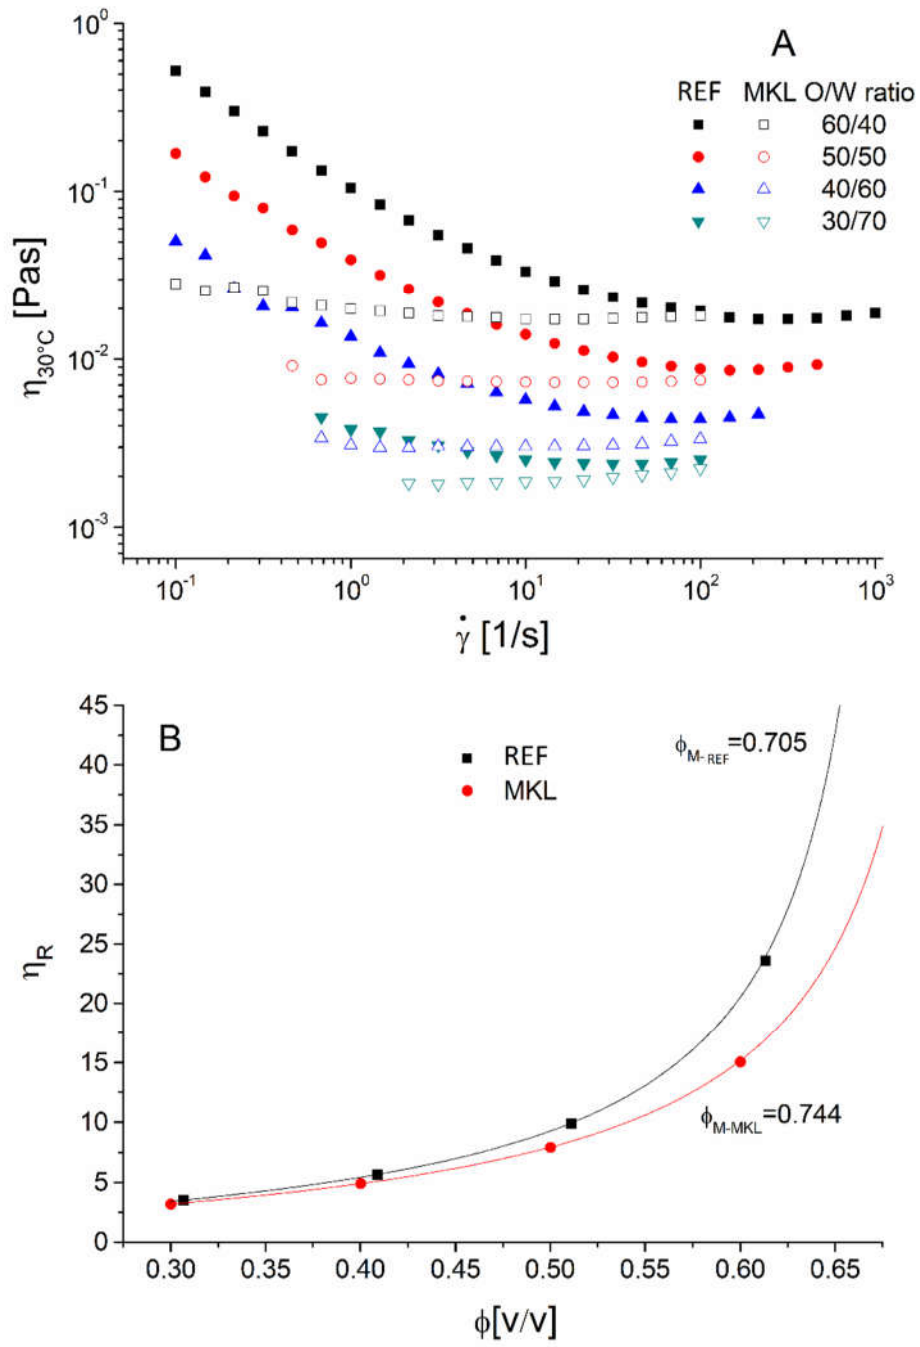 A
REF MKL O/W ratio
60/40
50/50
40/60
30/70
10⁰
10⁻¹
10⁻²
10⁻³
η30°C [Pas]
10⁻¹ 10⁰ 10¹ 10² 10³
γ̇ [1/s]
B
REF
MKL
ϕM-REF=0.705
ϕM-MKL=0.744
45
40
35
30
25
20
15
10
5
0
ηR
0.30 0.35 0.40 0.45 0.50 0.55 0.60 0.65
ϕ[v/v]